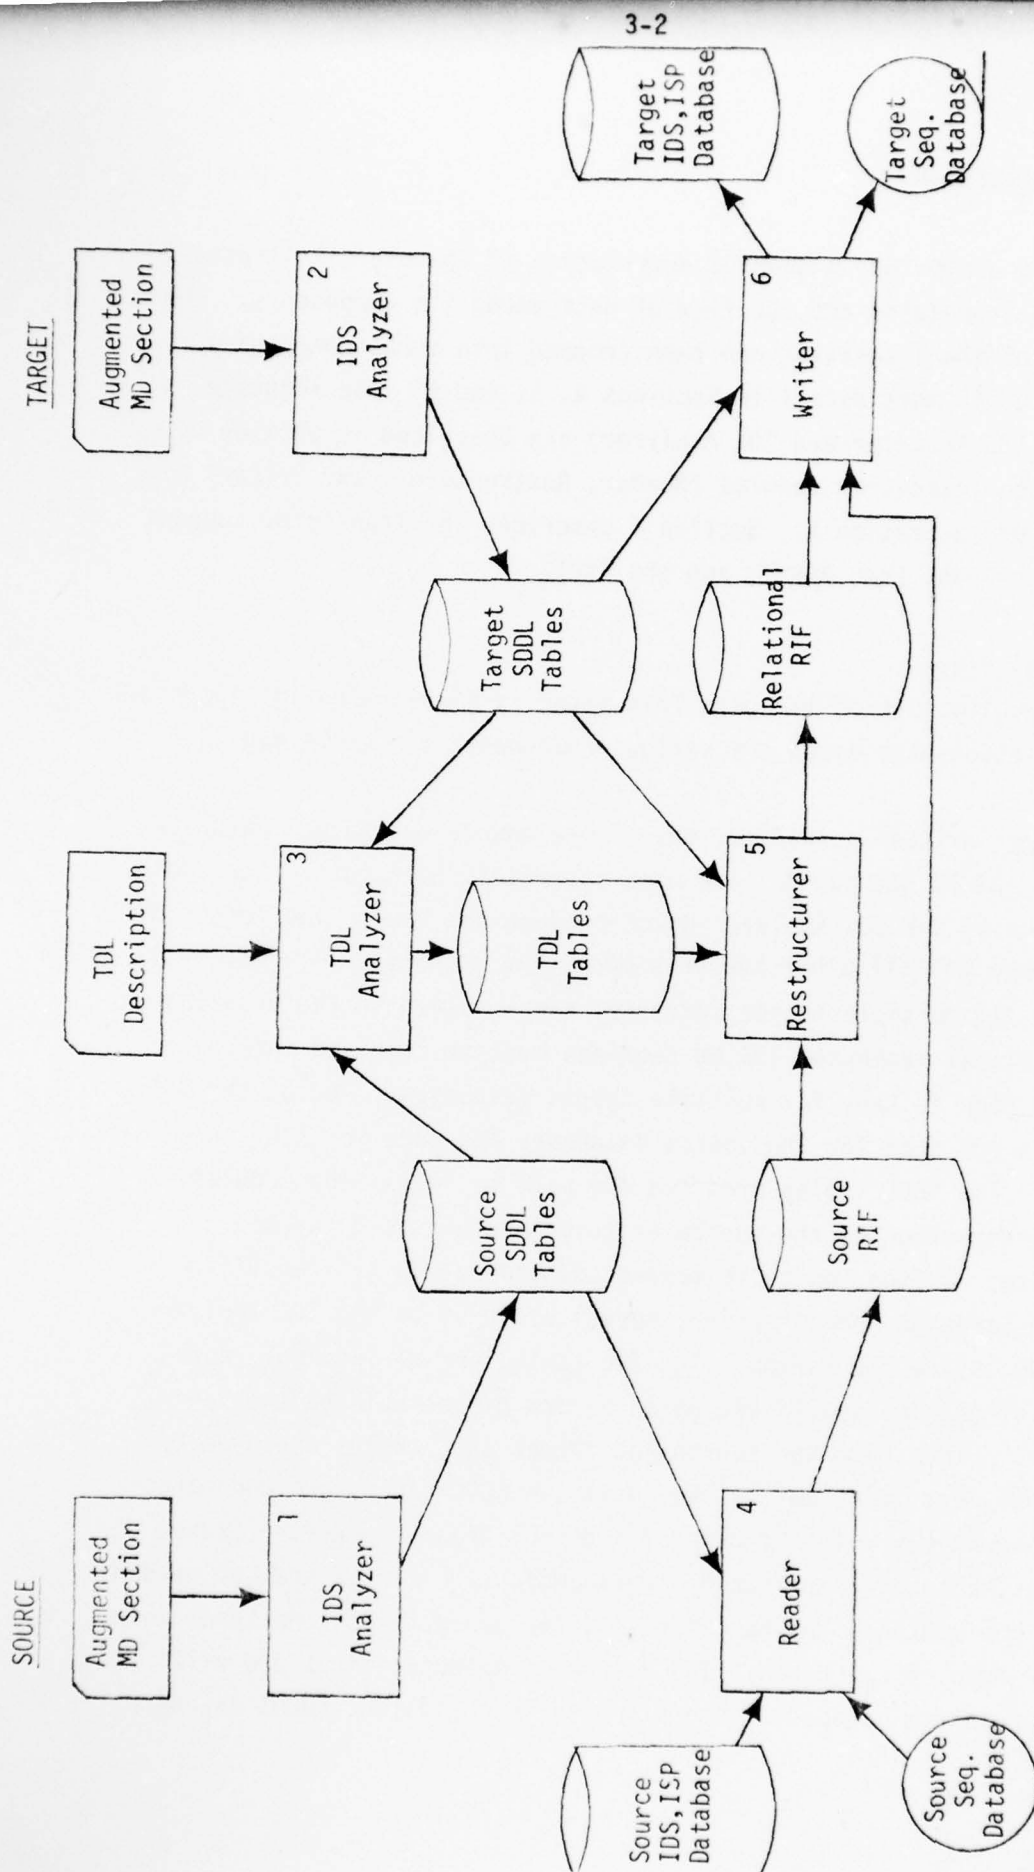 3-2
SOURCE
TARGET
Augmented
MD Section
TDL
Description
Augmented
MD Section
1
IDS
Analyzer
3
TDL
Analyzer
2
IDS
Analyzer
Source
SDDL
Tables
TDL
Tables
Target
SDDL
Tables
Source
IDS,ISP
Database
Source
Seq.
Database
4
Reader
Source
RIF
5
Restructurer
Relational
RIF
6
Writer
Target
IDS,ISP
Database
Target
Seq.
Database